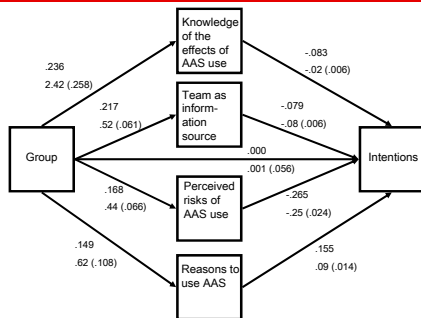 Knowledge
of the
effects of
AAS use
.236
2.42 (.258)
-.083
-.02 (.006)
.217
.52 (.061)
Team as
inform-
ation
source
-.079
-.08 (.006)
Group
.000
.001 (.056)
Intentions
.168
.44 (.066)
Perceived
risks of
AAS use
-.265
-.25 (.024)
.149
.62 (.108)
Reasons to
use AAS
.155
.09 (.014)